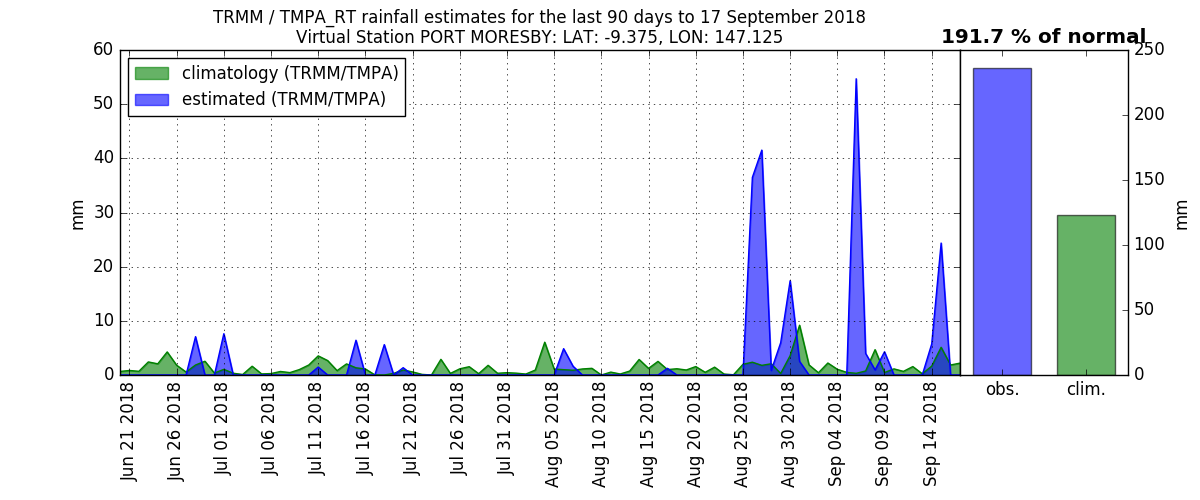 TRMM / TMPA_RT rainfall estimates for the last 90 days to 17 September 2018
Virtual Station PORT MORESBY: LAT: -9.375, LON: 147.125
191.7 % of normal
climatology (TRMM/TMPA)
estimated (TRMM/TMPA)
60
50
40
30
20
10
0
mm
250
200
150
100
50
0
mm
Jun 21 2018
Jun 26 2018
Jul 01 2018
Jul 06 2018
Jul 11 2018
Jul 16 2018
Jul 21 2018
Jul 26 2018
Jul 31 2018
Aug 05 2018
Aug 10 2018
Aug 15 2018
Aug 20 2018
Aug 25 2018
Aug 30 2018
Sep 04 2018
Sep 09 2018
Sep 14 2018
obs.
clim.